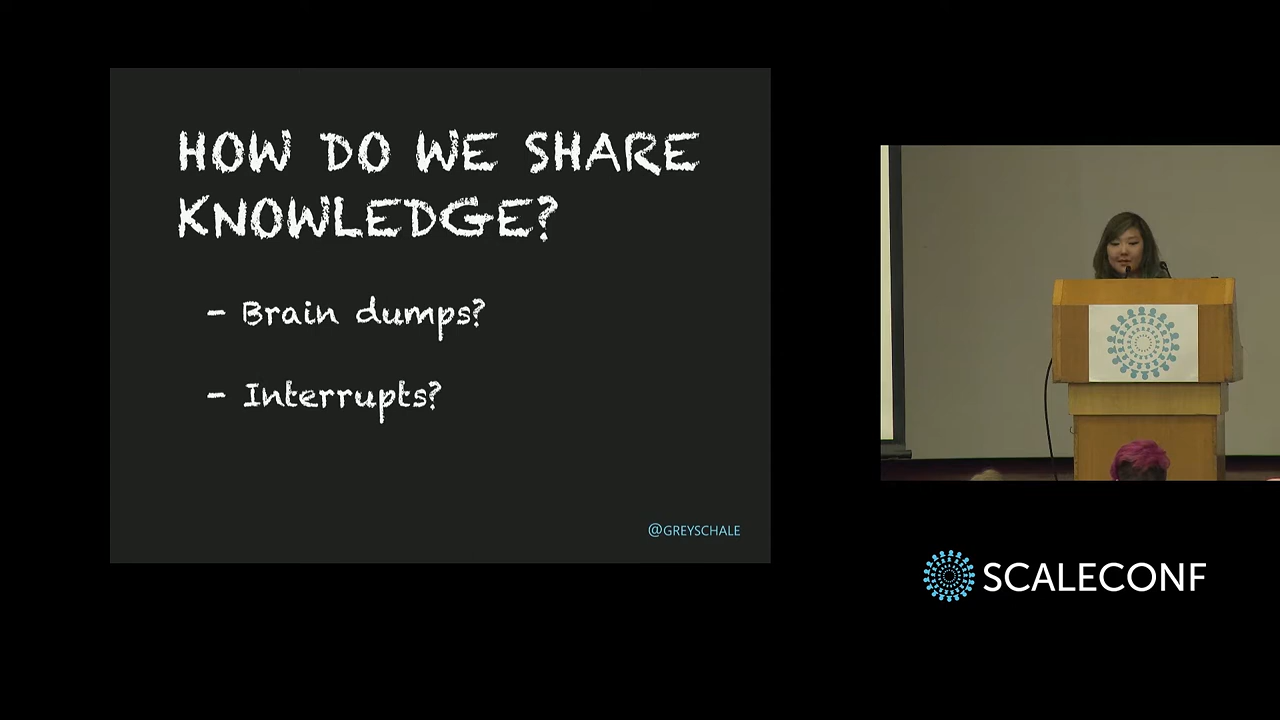 HOW DO WE SHARE
KNOWLEDGE?
- Brain dumps?
- Interrupts?
@GREYSCHALE
SCALECONF